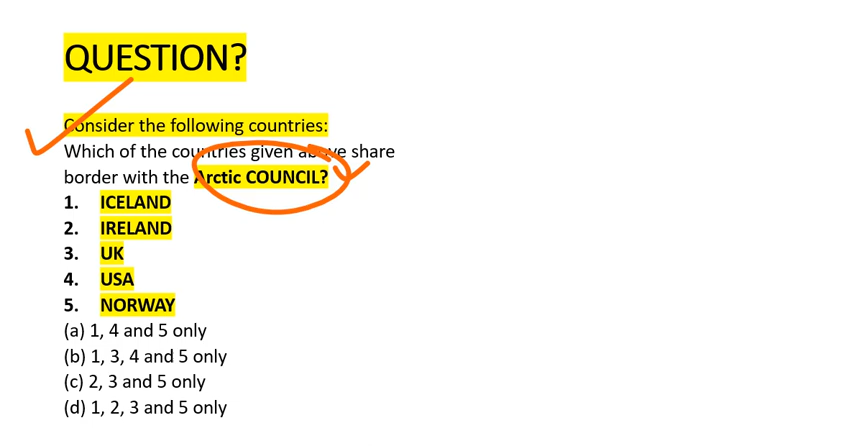 QUESTION?
Consider the following countries:
Which of the countries given above share
border with the Arctic COUNCIL?
1. ICELAND
2. IRELAND
3. UK
4. USA
5. NORWAY
(a) 1, 4 and 5 only
(b) 1, 3, 4 and 5 only
(c) 2, 3 and 5 only
(d) 1, 2, 3 and 5 only